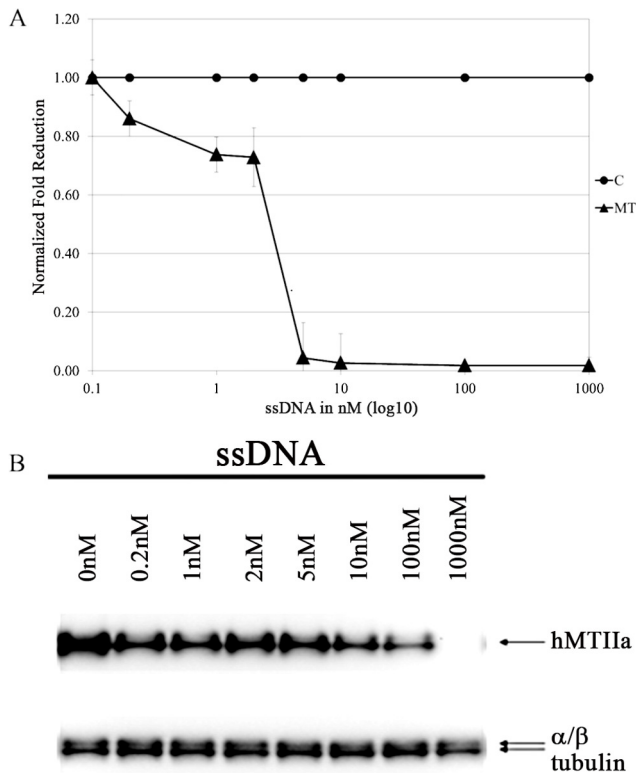 A
1.20
1.00
0.80
0.60
0.40
0.20
0.00
Normalized Fold Reduction
0.1 1 10 100 1000
ssDNA in nM (log10)
C
MT
B
ssDNA
0nM 0.2nM 1nM 2nM 5nM 10nM 100nM 1000nM
hMTIIa
α/β
tubulin